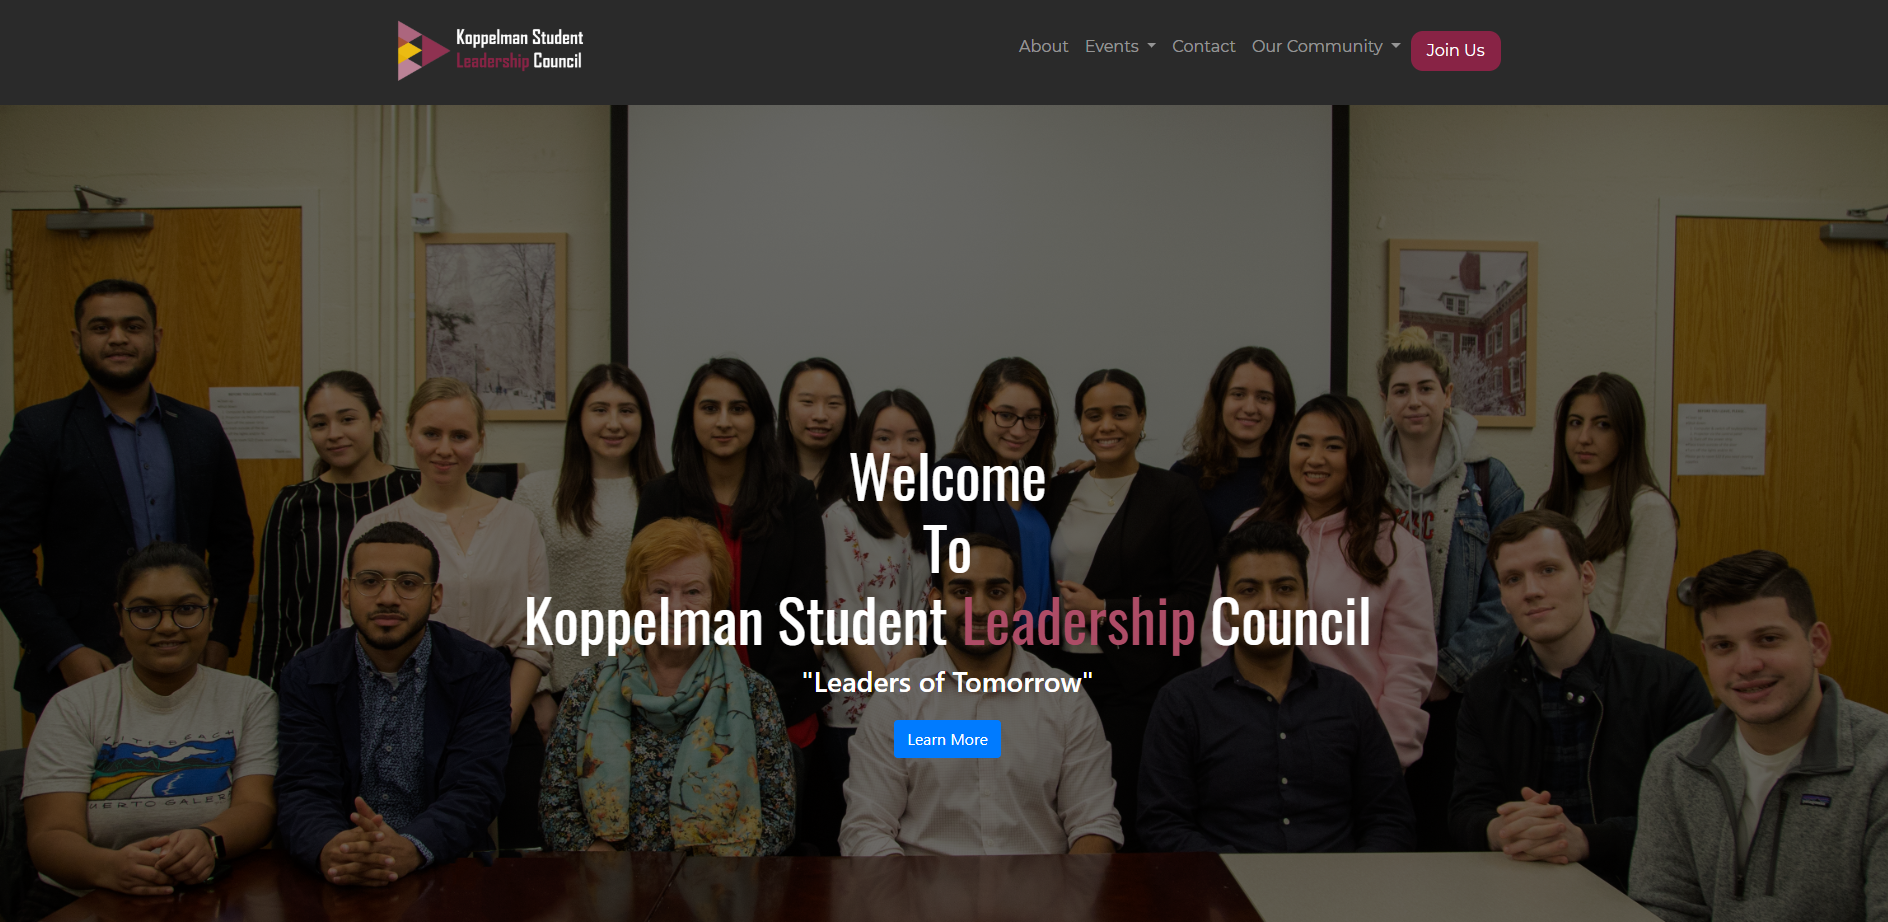 Koppelman Student
Leadership Council
About Events Contact Our Community Join Us
Welcome
To
Koppelman Student Leadership Council
"Leaders of Tomorrow"
Learn More